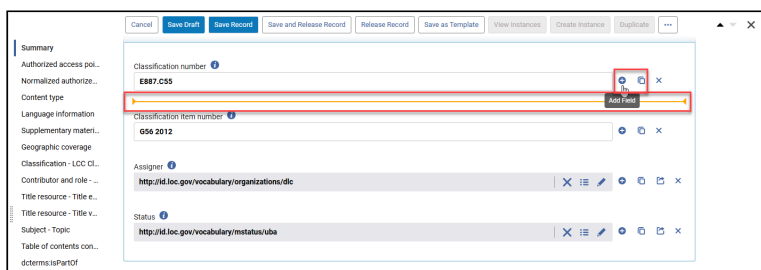 Cancel Save Draft Save Record Save and Release Record Release Record Save as Template View Instances Create Instance Duplicate ...
Summary
Authorized access poi...
Normalized authorize...
Content type
Language information
Supplementary materi...
Geographic coverage
Classification - LCC Cl...
Contributor and role - ...
Title resource - Title e...
Title resource - Title v...
Subject - Topic
Table of contents con...
dcterms:isPartOf
Classification number
E887.C55
Add Field
Classification item number
G56 2012
Assigner
http://id.loc.gov/vocabulary/organizations/dlc
Status
http://id.loc.gov/vocabulary/mstatus/uba